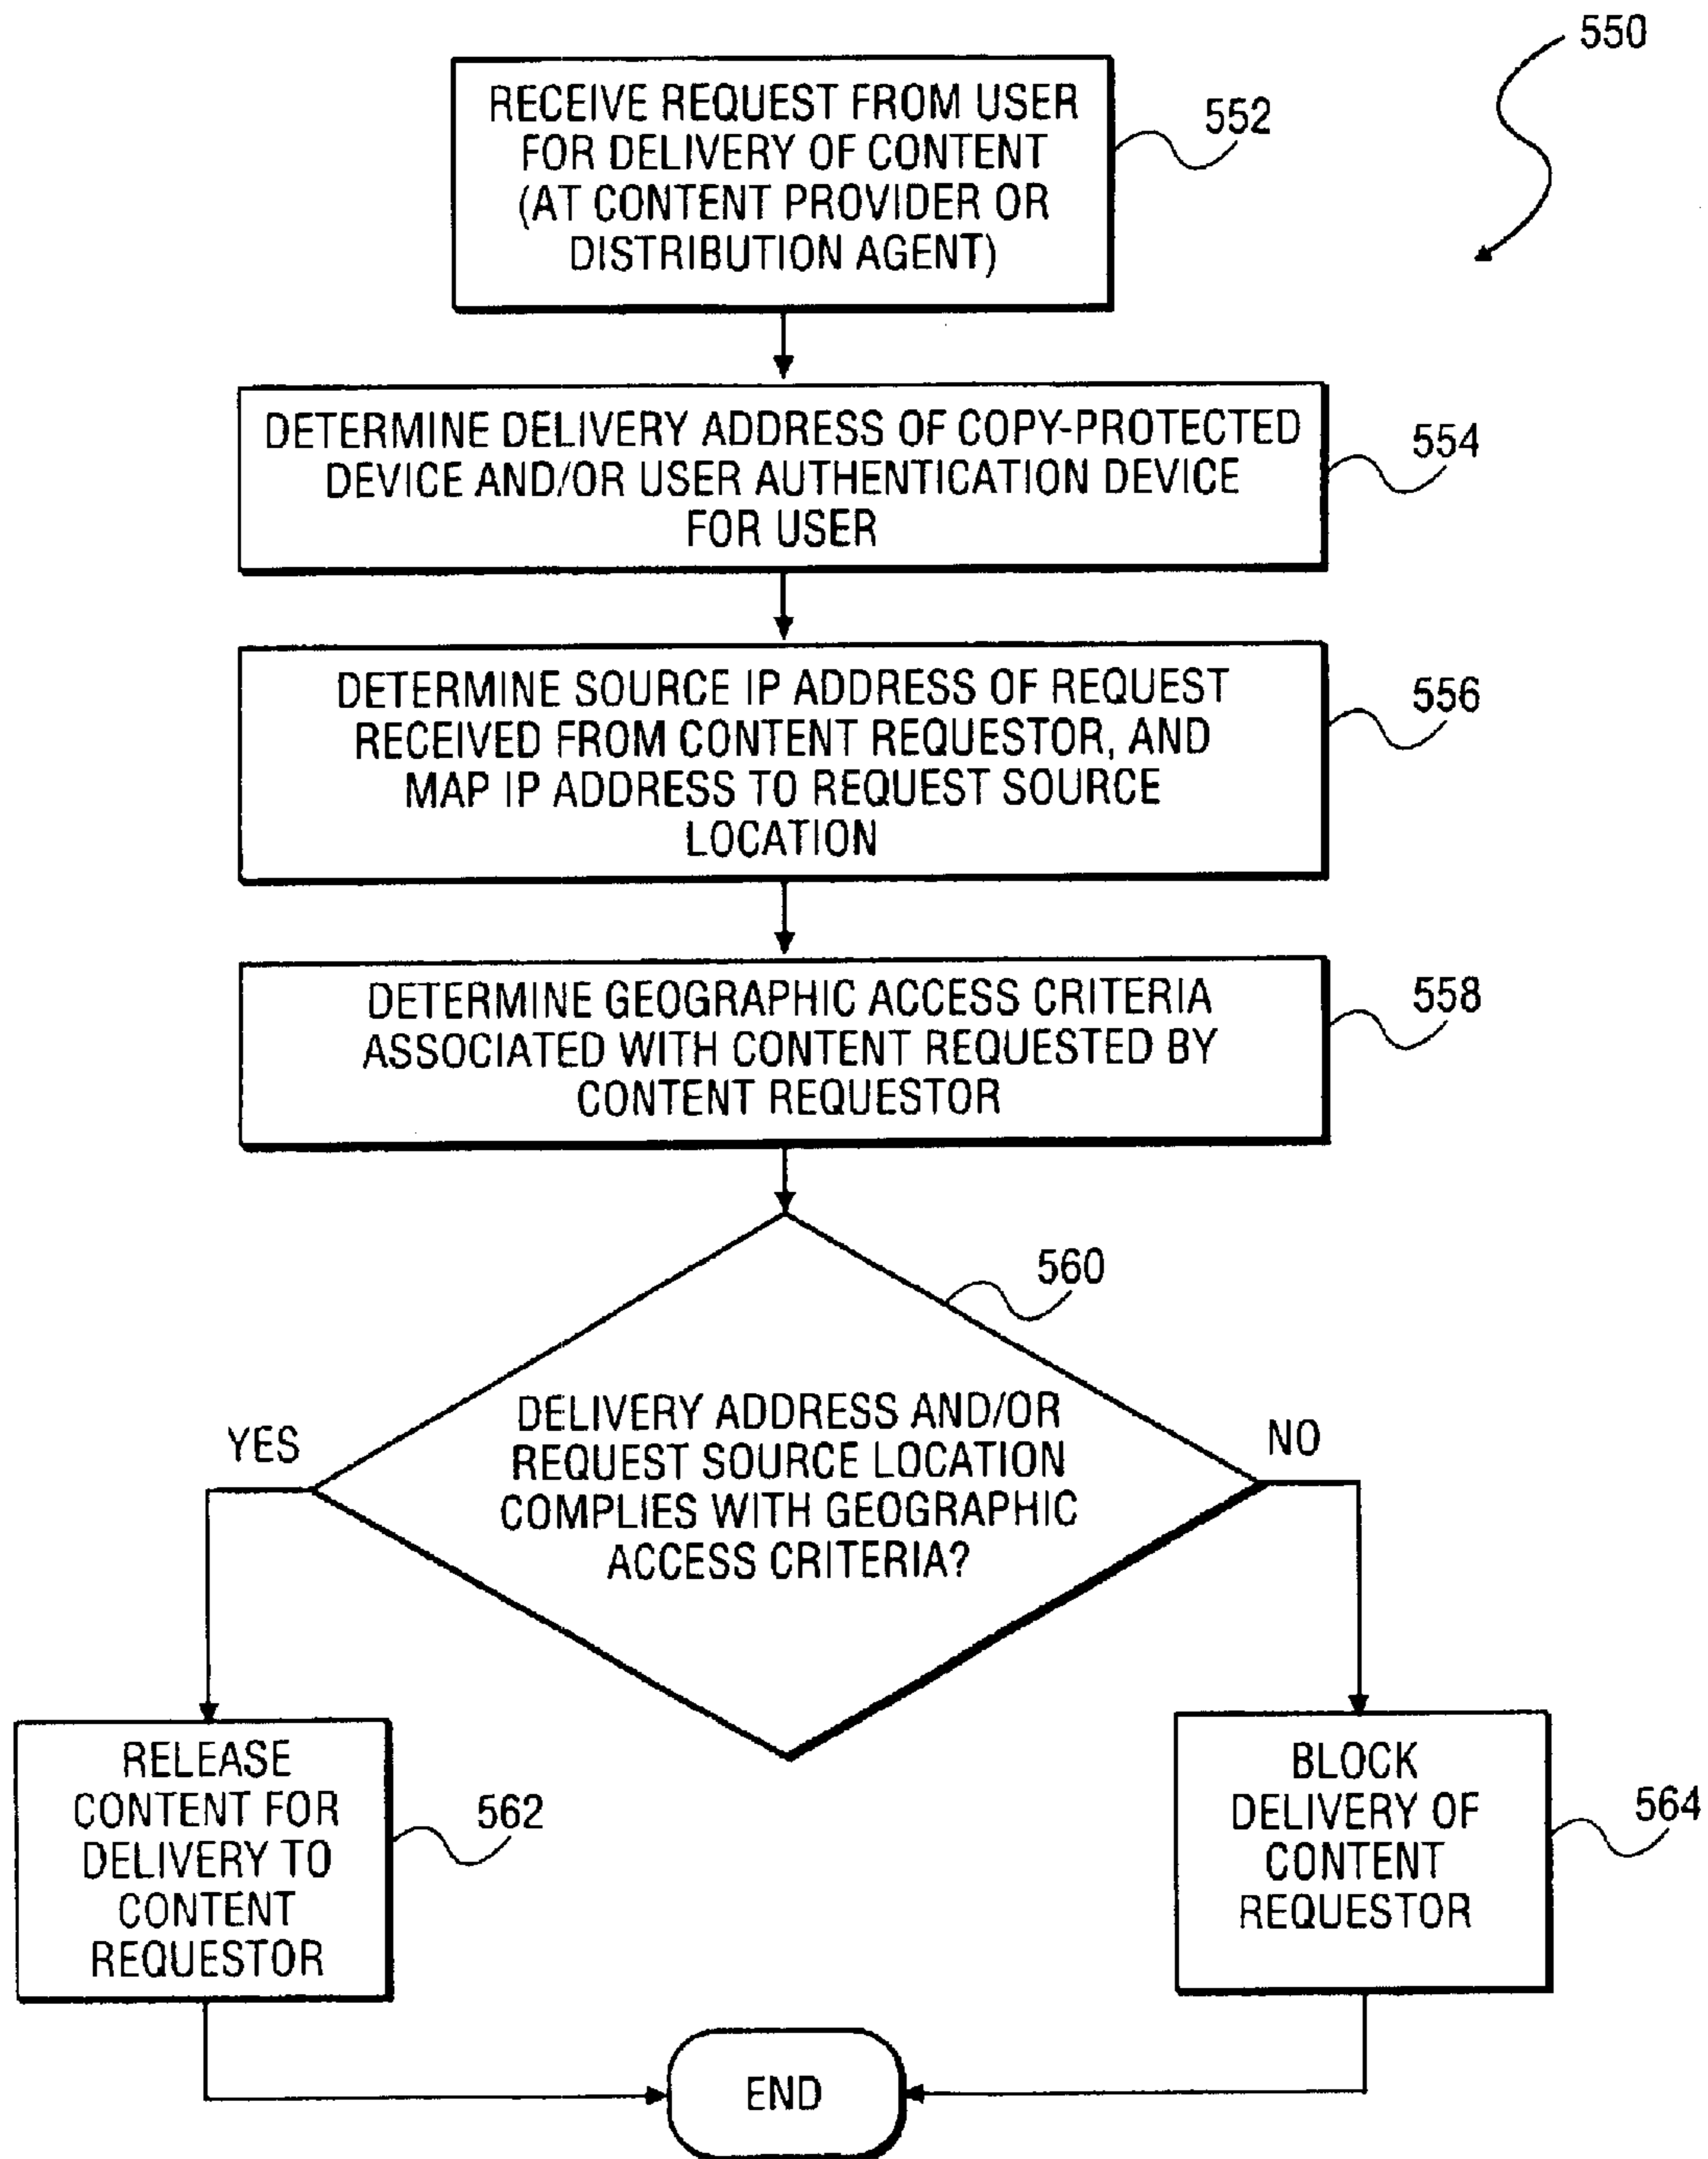 550
RECEIVE REQUEST FROM USER
FOR DELIVERY OF CONTENT
(AT CONTENT PROVIDER OR
DISTRIBUTION AGENT)
552
DETERMINE DELIVERY ADDRESS OF COPY-PROTECTED
DEVICE AND/OR USER AUTHENTICATION DEVICE
FOR USER
554
DETERMINE SOURCE IP ADDRESS OF REQUEST
RECEIVED FROM CONTENT REQUESTOR, AND
MAP IP ADDRESS TO REQUEST SOURCE
LOCATION
556
DETERMINE GEOGRAPHIC ACCESS CRITERIA
ASSOCIATED WITH CONTENT REQUESTED BY
CONTENT REQUESTOR
558
560
DELIVERY ADDRESS AND/OR
REQUEST SOURCE LOCATION
COMPLIES WITH GEOGRAPHIC
ACCESS CRITERIA?
YES
NO
RELEASE
CONTENT FOR
DELIVERY TO
CONTENT
REQUESTOR
562
BLOCK
DELIVERY OF
CONTENT
REQUESTOR
564
END